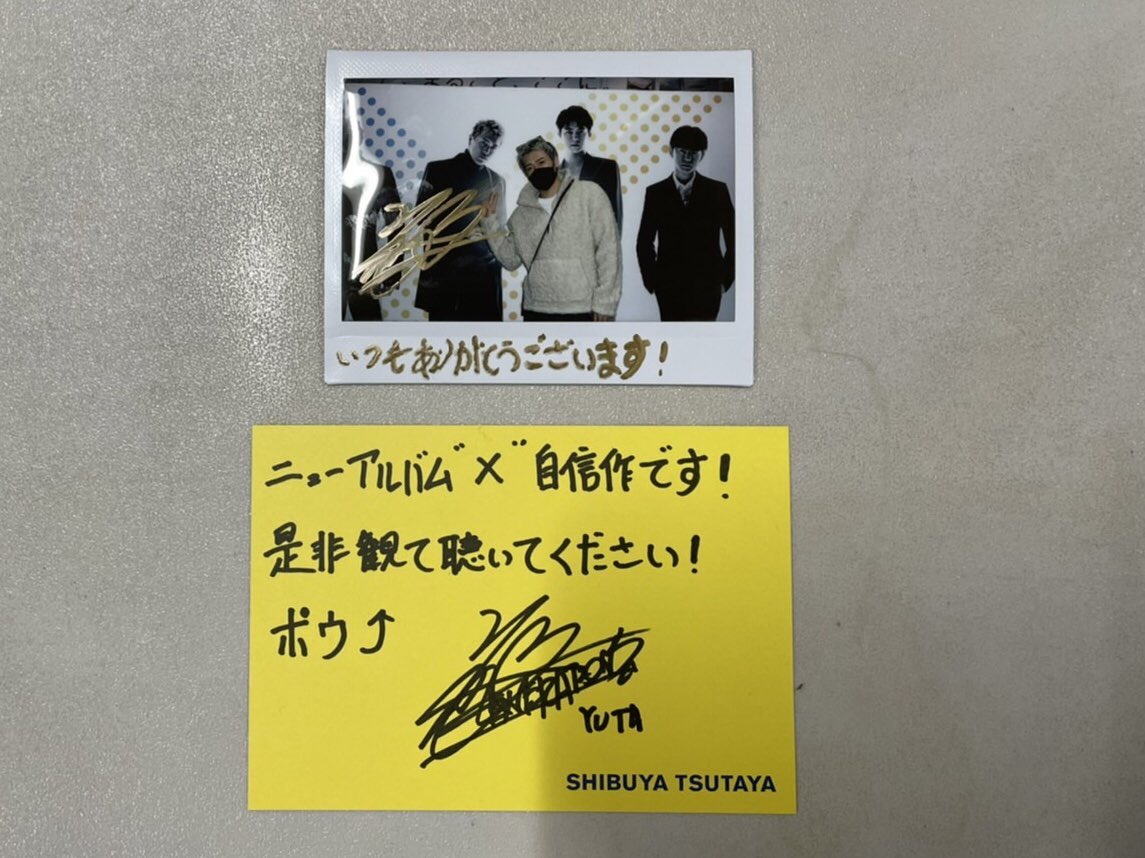 いつもありがとうございます！
ニューアルバム"X"自信作です！
是非観て聴いてください！
ポウ⤴
YUTA
SHIBUYA TSUTAYA